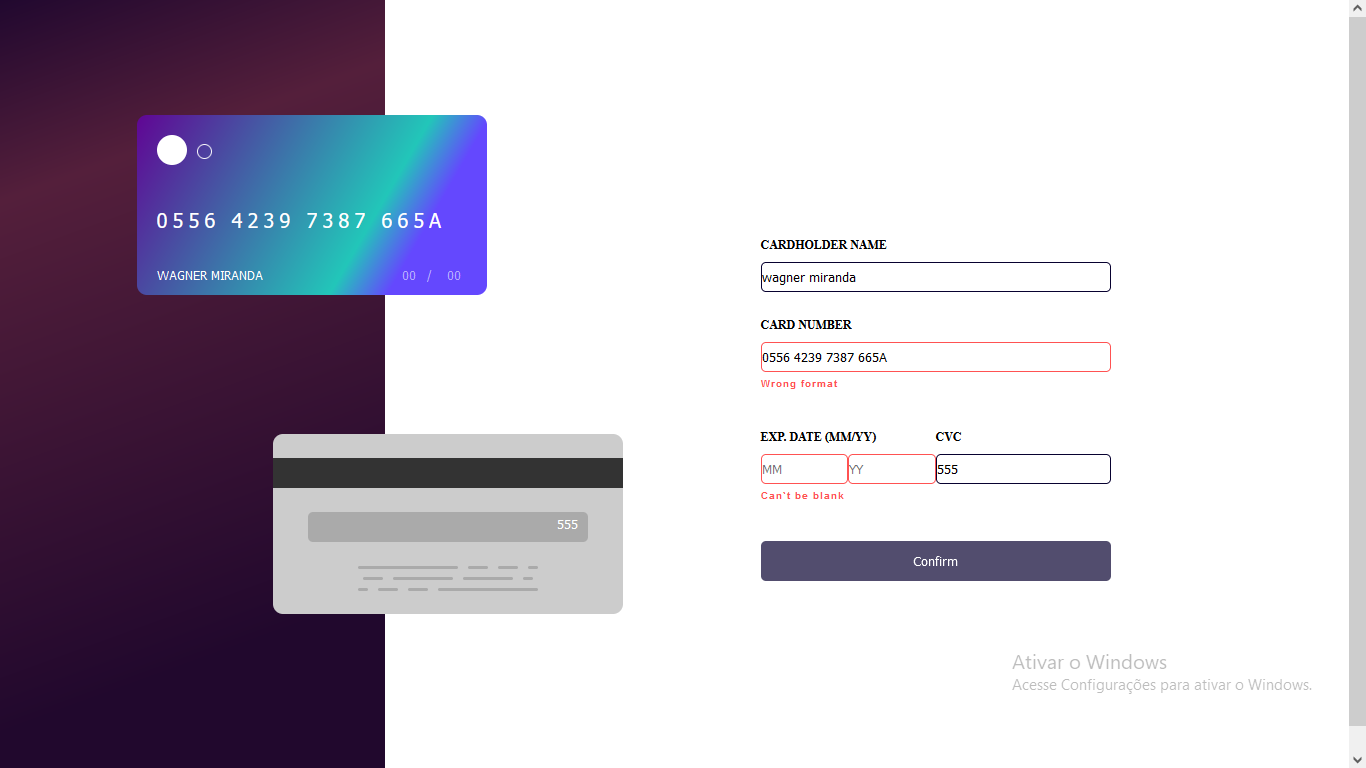 0556 4239 7387 665A
WAGNER MIRANDA 00 / 00
555
CARDHOLDER NAME
wagner miranda
CARD NUMBER
0556 4239 7387 665A
Wrong format
EXP. DATE (MM/YY) CVC
MM YY 555
Can't be blank
Confirm
Ativar o Windows
Acesse Configurações para ativar o Windows.